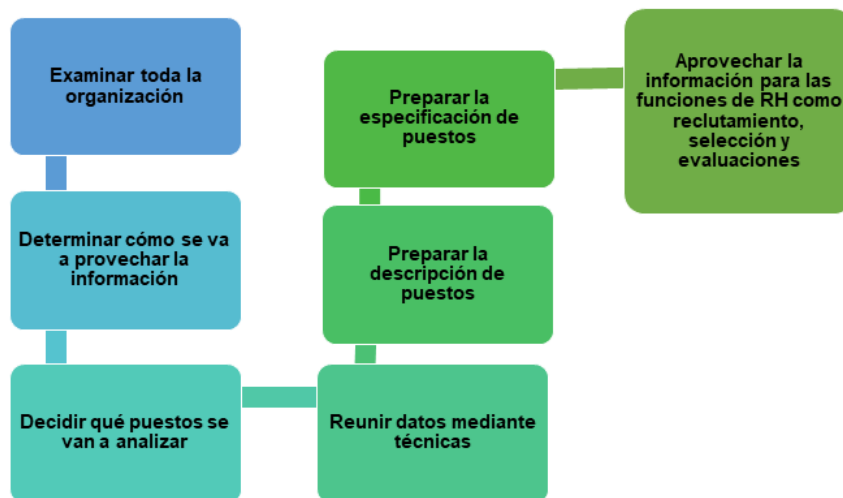 Examinar toda la
organización
Determinar cómo se va
a provechar la
información
Decidir qué puestos se
van a analizar
Reunir datos mediante
técnicas
Preparar la
descripción de
puestos
Preparar la
especificación de
puestos
Aprovechar la
información para las
funciones de RH como
reclutamiento,
selección y
evaluaciones